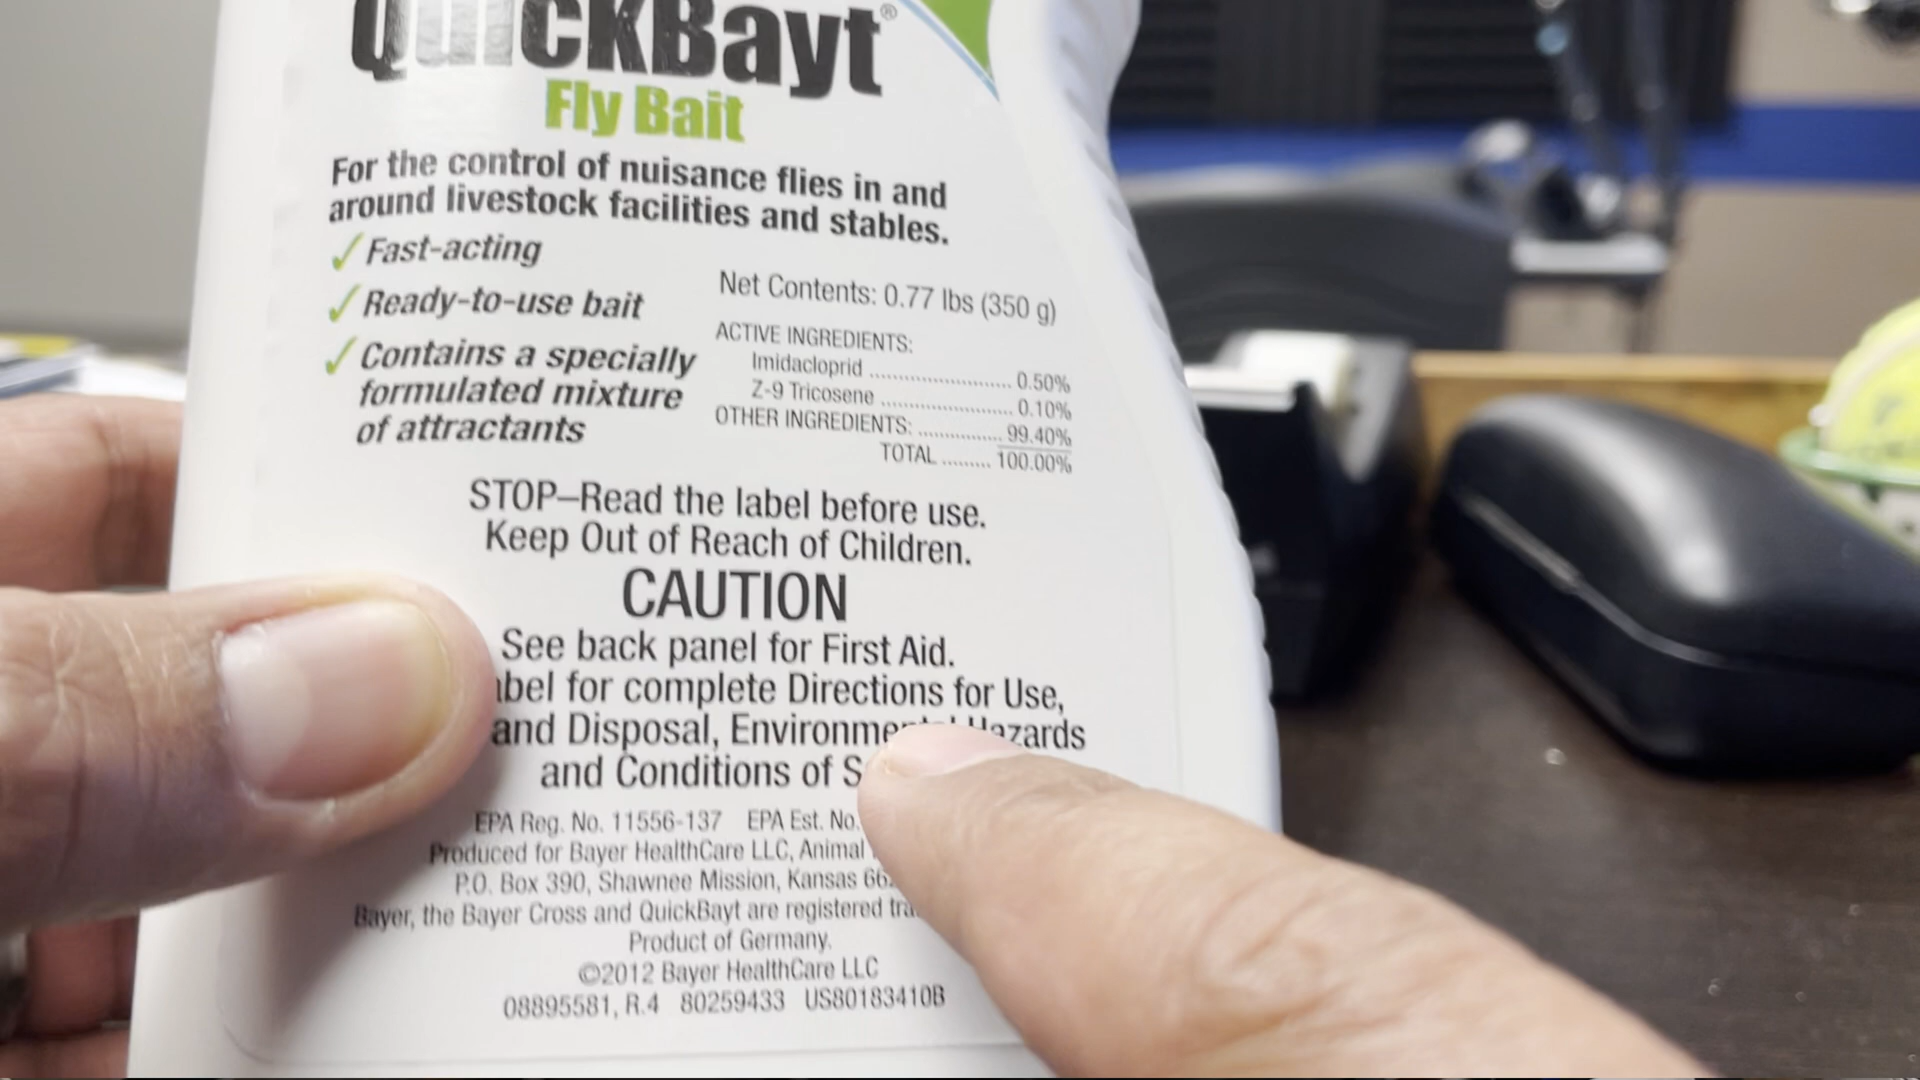 QuickBayt®
Fly Bait
For the control of nuisance flies in and
around livestock facilities and stables.
✓ Fast-acting
✓ Ready-to-use bait
✓ Contains a specially
formulated mixture
of attractants
Net Contents: 0.77 lbs (350 g)
ACTIVE INGREDIENTS:
Imidacloprid ......................... 0.50%
Z-9 Tricosene ....................... 0.10%
OTHER INGREDIENTS: ............... 99.40%
TOTAL ......... 100.00%
STOP–Read the label before use.
Keep Out of Reach of Children.
CAUTION
See back panel for First Aid.
for complete Directions for Use,
and Disposal, Hazards
and Conditions of
EPA Reg. No. 11556-137 EPA Est. No.
Produced for Bayer HealthCare LLC, Animal
P.O. Box 390, Shawnee Mission, Kansas
Bayer, the Bayer Cross and QuickBayt are registered
Product of Germany.
©2012 Bayer HealthCare LLC
08895581, R.4 80259433 US80183410B